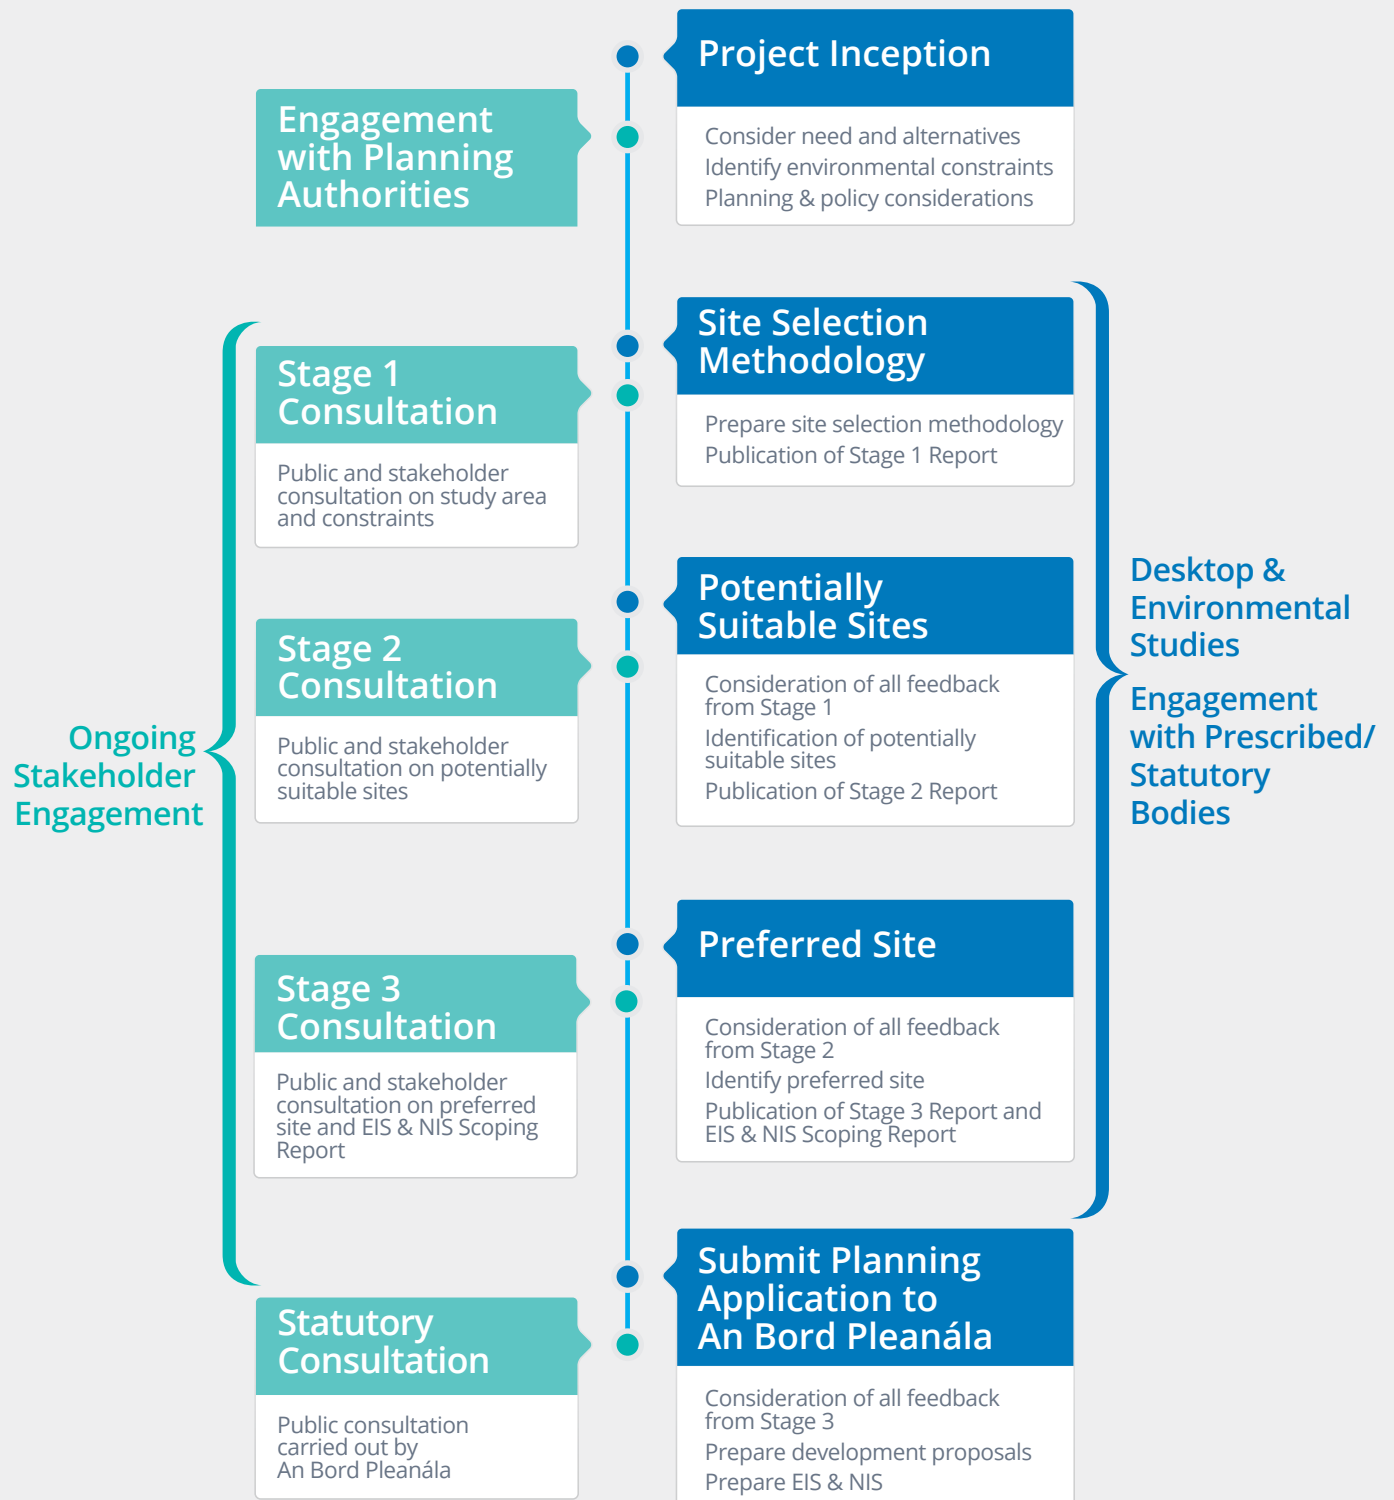 Project Inception
Consider need and alternatives
Identify environmental constraints
Planning & policy considerations
Engagement
with Planning
Authorities
Site Selection
Methodology
Prepare site selection methodology
Publication of Stage 1 Report
Stage 1
Consultation
Public and stakeholder
consultation on study area
and constraints
Potentially
Suitable Sites
Consideration of all feedback
from Stage 1
Identification of potentially
suitable sites
Publication of Stage 2 Report
Stage 2
Consultation
Public and stakeholder
consultation on potentially
suitable sites
Ongoing
Stakeholder
Engagement
Desktop &
Environmental
Studies
Engagement
with Prescribed/
Statutory
Bodies
Preferred Site
Consideration of all feedback
from Stage 2
Identify preferred site
Publication of Stage 3 Report and
EIS & NIS Scoping Report
Stage 3
Consultation
Public and stakeholder
consultation on preferred
site and EIS & NIS Scoping
Report
Submit Planning
Application to
An Bord Pleanála
Consideration of all feedback
from Stage 3
Prepare development proposals
Prepare EIS & NIS
Statutory
Consultation
Public consultation
carried out by
An Bord Pleanála